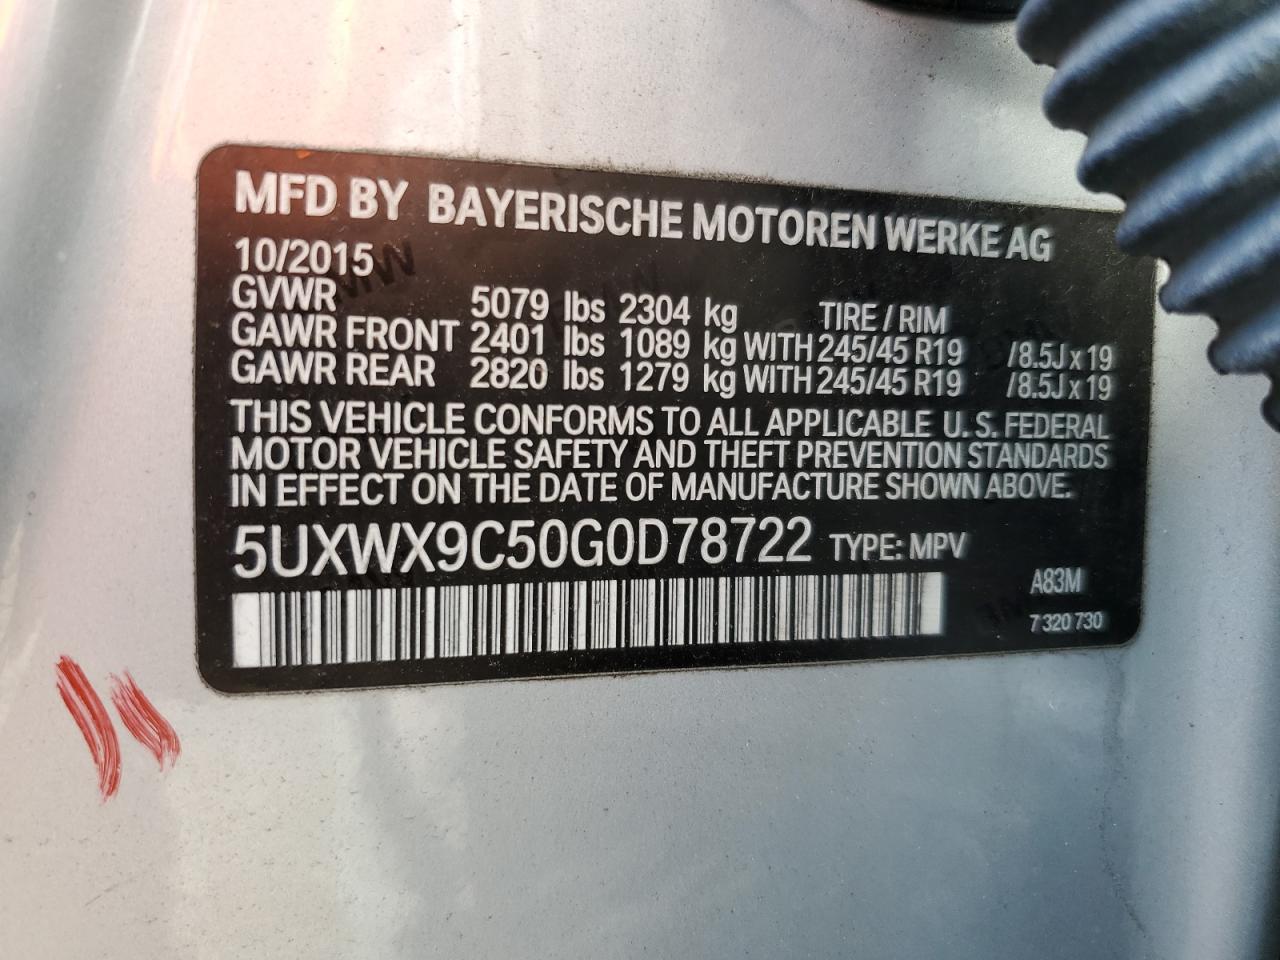 MFD BY BAYERISCHE MOTOREN WERKE AG
10/2015
GVWR 5079 lbs 2304 kg TIRE / RIM
GAWR FRONT 2401 lbs 1089 kg WITH 245/45 R19 /8.5J x 19
GAWR REAR 2820 lbs 1279 kg WITH 245/45 R19 /8.5J x 19
THIS VEHICLE CONFORMS TO ALL APPLICABLE U.S. FEDERAL
MOTOR VEHICLE SAFETY AND THEFT PREVENTION STANDARDS
IN EFFECT ON THE DATE OF MANUFACTURE SHOWN ABOVE.
5UXWX9C50G0D78722 TYPE: MPV
A83M
7 320 730